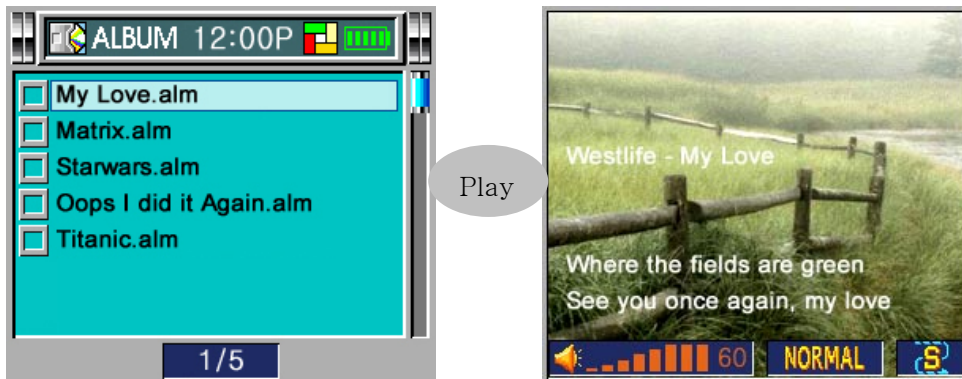 ALBUM 12:00P
My Love.alm
Matrix.alm
Starwars.alm
Oops I did it Again.alm
Titanic.alm
1/5
Play
Westlife - My Love
Where the fields are green
See you once again, my love
60 NORMAL S